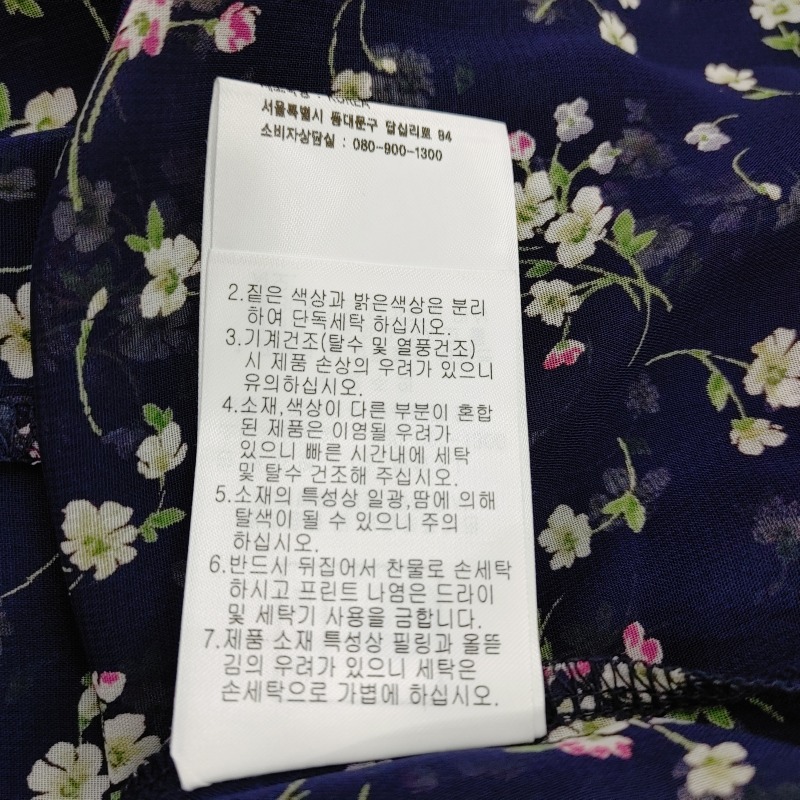 KOREA
서울특별시 동대문구 답십리로 94
소비자상담실 : 080-900-1300
2.짙은 색상과 밝은색상은 분리
하여 단독세탁 하십시오.
3.기계건조(탈수 및 열풍건조)
시 제품 손상의 우려가 있으니
유의하십시오.
4.소재,색상이 다른 부분이 혼합
된 제품은 이염될 우려가
있으니 빠른 시간내에 세탁
및 탈수 건조해 주십시오.
5.소재의 특성상 일광,땀에 의해
탈색이 될 수 있으니 주의
하십시오.
6.반드시 뒤집어서 찬물로 손세탁
하시고 프린트 나염은 드라이
및 세탁기 사용을 금합니다.
7.제품 소재 특성상 필링과 올뜯
김의 우려가 있으니 세탁은
손세탁으로 가볍에 하십시오.